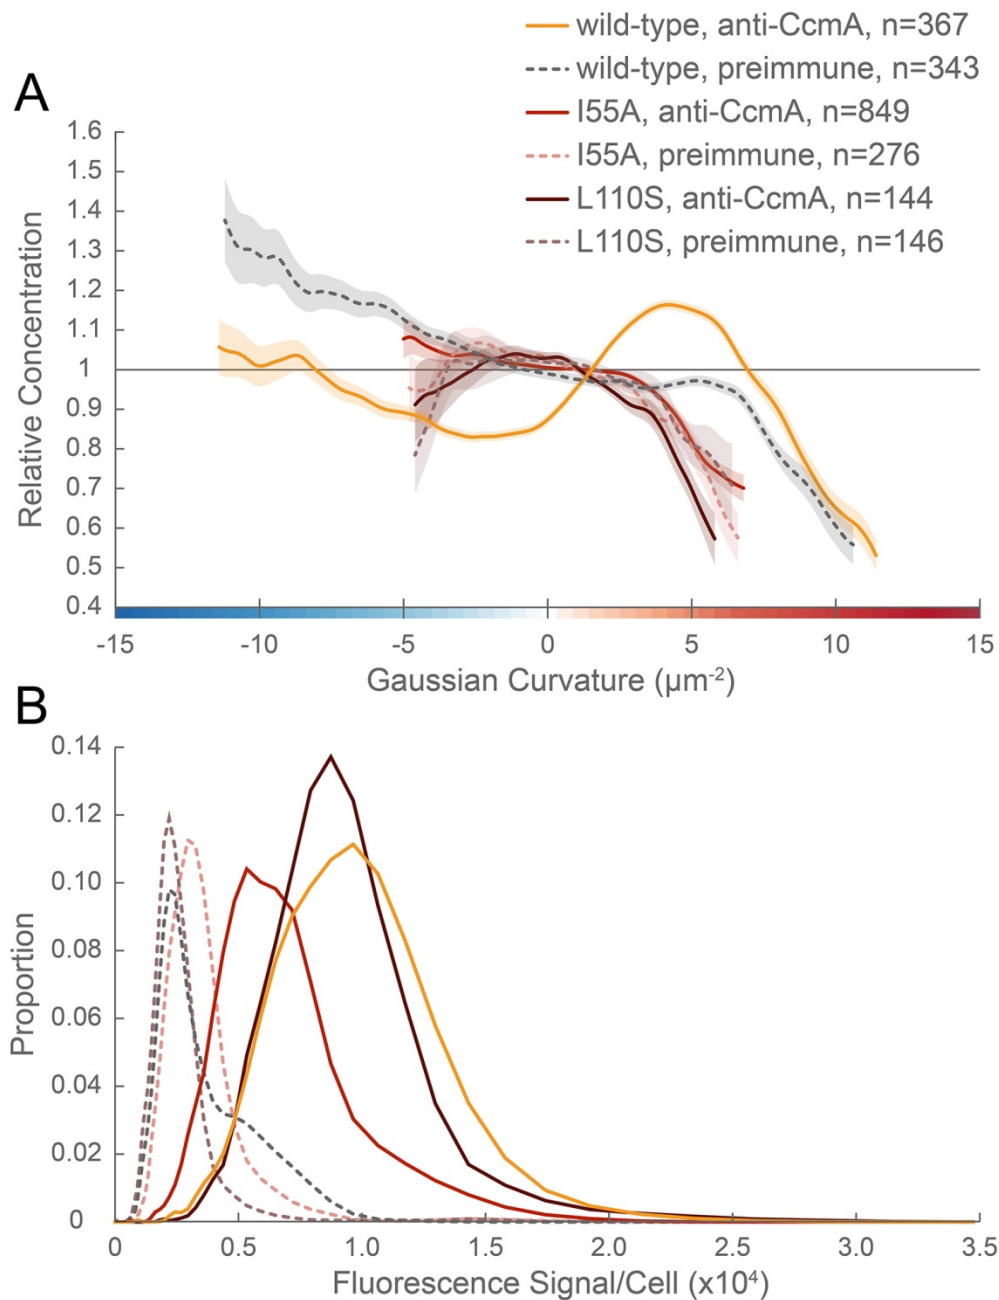 wild-type, anti-CcmA, n=367
wild-type, preimmune, n=343
I55A, anti-CcmA, n=849
I55A, preimmune, n=276
L110S, anti-CcmA, n=144
L110S, preimmune, n=146
A
Relative Concentration
1.6
1.5
1.4
1.3
1.2
1.1
1
0.9
0.8
0.7
0.6
0.5
0.4
-15 -10 -5 0 5 10 15
Gaussian Curvature (µm⁻²)
B
Proportion
0.14
0.12
0.10
0.08
0.06
0.04
0.02
0
0 0.5 1.0 1.5 2.0 2.5 3.0 3.5
Fluorescence Signal/Cell (x10⁴)